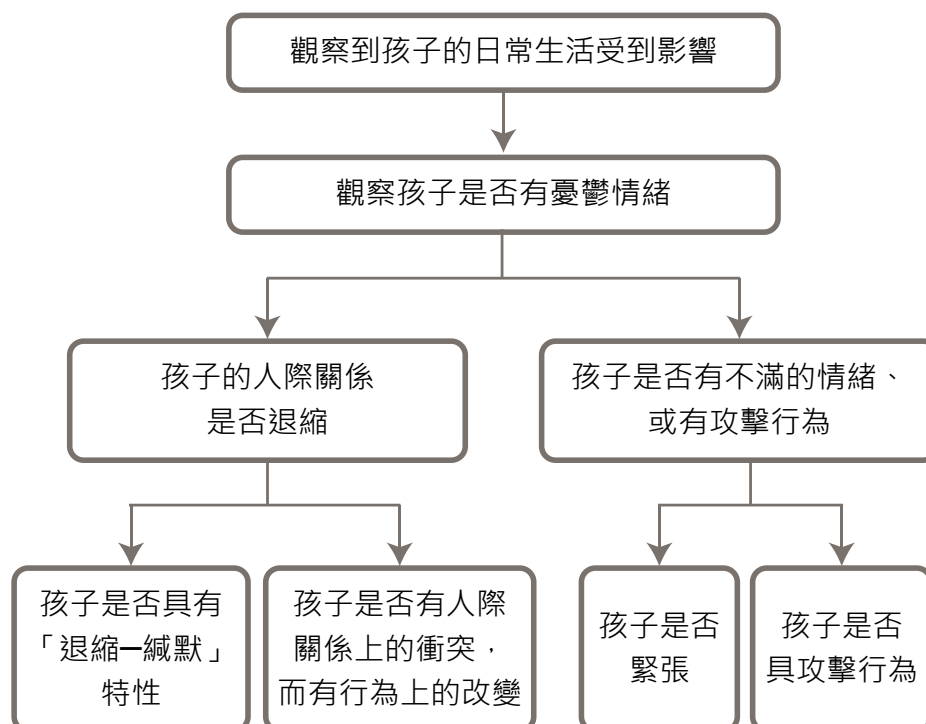 觀察到孩子的日常生活受到影響
觀察孩子是否有憂鬱情緒
孩子的人際關係
是否退縮
孩子是否有不滿的情緒、
或有攻擊行為
孩子是否具有
「退縮—緘默」
特性
孩子是否有人際
關係上的衝突，
而有行為上的改變
孩子是否
緊張
孩子是否
具攻擊行為